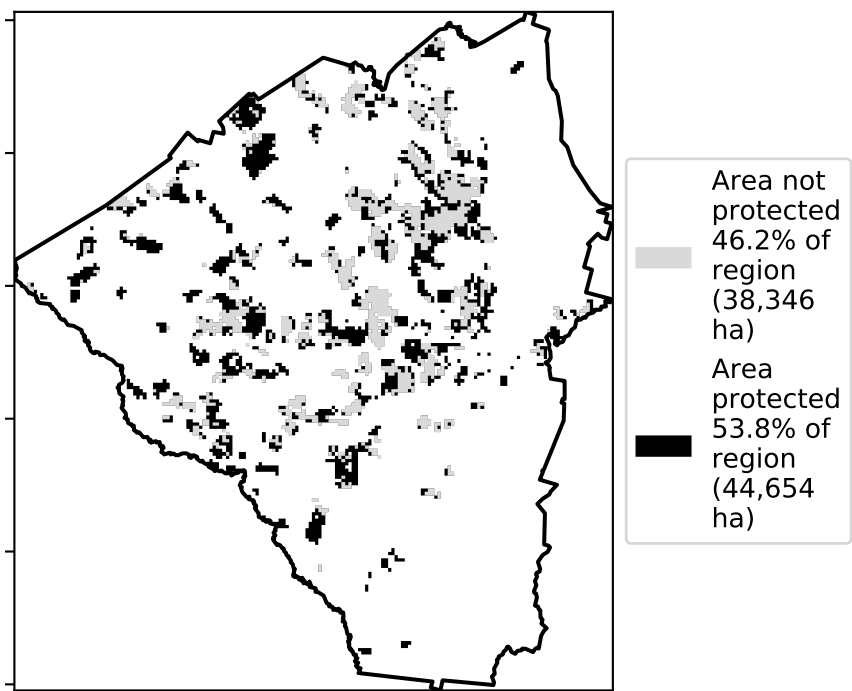 Area not
protected
46.2% of
region
(38,346
ha)
Area
protected
53.8% of
region
(44,654
ha)